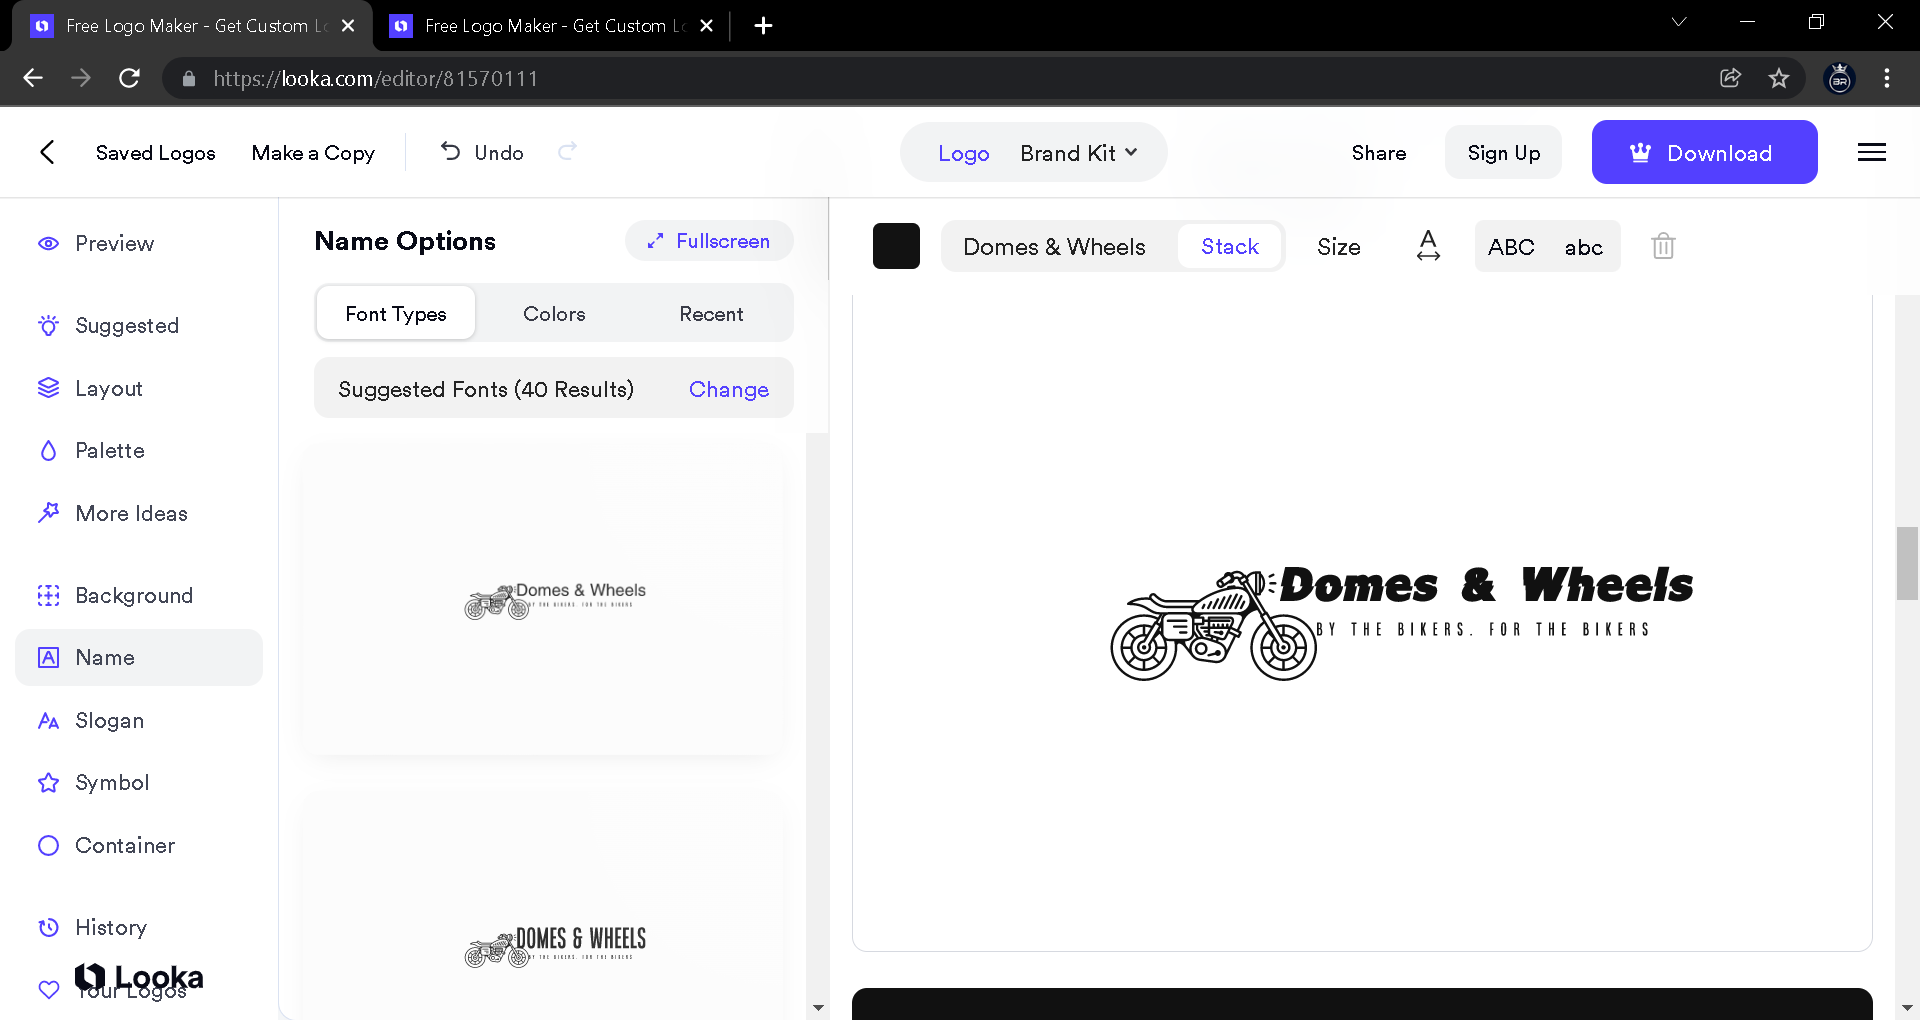 Free Logo Maker - Get Custom Lo
Free Logo Maker - Get Custom Lo
https://looka.com/editor/81570111
Saved Logos
Make a Copy
Undo
Logo
Brand Kit
Share
Sign Up
Download
Preview
Suggested
Layout
Palette
More Ideas
Background
Name
Slogan
Symbol
Container
History
Your Logos
Looka
Name Options
Fullscreen
Font Types
Colors
Recent
Suggested Fonts (40 Results)
Change
Domes & Wheels
BY THE BIKERS. FOR THE BIKERS
DOMES & WHEELS
BY THE BIKERS. FOR THE BIKERS
Domes & Wheels
Stack
Size
A
ABC
abc
Domes & Wheels
BY THE BIKERS. FOR THE BIKERS